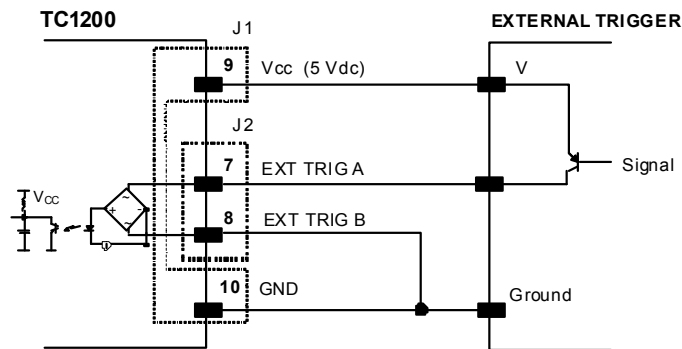 TC1200
EXTERNAL TRIGGER
J1
9 Vcc (5 Vdc) V
J2
7 EXT TRIG A
Signal
VCC
+ ~ - ~
8 EXT TRIG B
10 GND
Ground